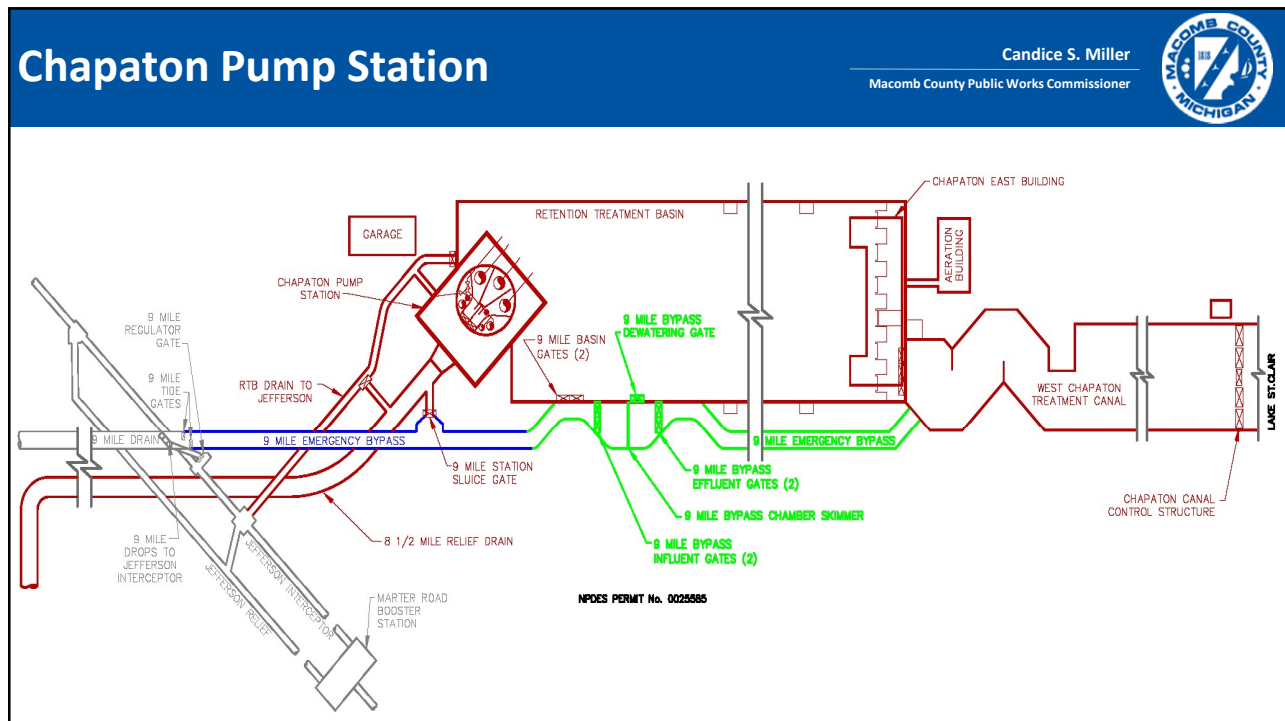 Chapaton Pump Station
Candice S. Miller
Macomb County Public Works Commissioner
MACOMB COUNTY
MICHIGAN
CHAPATON EAST BUILDING
RETENTION TREATMENT BASIN
GARAGE
AERATION
BUILDING
CHAPATON PUMP
STATION
9 MILE
REGULATOR
GATE
9 MILE BYPASS
DEWATERING GATE
9 MILE BASIN
GATES (2)
9 MILE
TIDE
GATES
RTB DRAIN TO
JEFFERSON
WEST CHAPATON
TREATMENT CANAL
LAKE ST.CLAIR
9 MILE DRAIN
9 MILE EMERGENCY BYPASS
9 MILE EMERGENCY BYPASS
9 MILE STATION
SLUICE GATE
9 MILE BYPASS
EFFLUENT GATES (2)
CHAPATON CANAL
CONTROL STRUCTURE
9 MILE BYPASS CHAMBER SKIMMER
9 MILE
DROPS TO
JEFFERSON
INTERCEPTOR
8 1/2 MILE RELIEF DRAIN
9 MILE BYPASS
INFLUENT GATES (2)
JEFFERSON INTERCEPTOR
JEFFERSON RELIEF
MARTER ROAD
BOOSTER
STATION
NPDES PERMIT No. 0025585